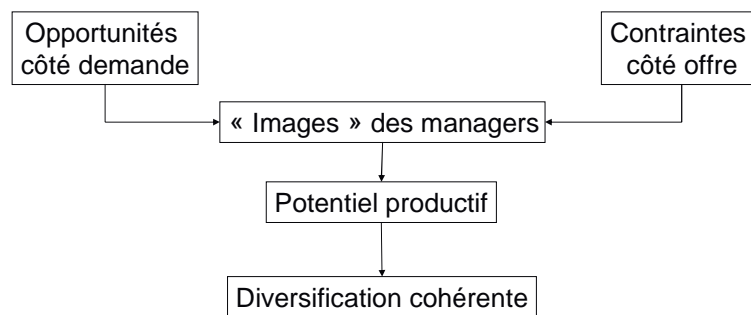 Opportunités
côté demande
Contraintes
côté offre
« Images » des managers
Potentiel productif
Diversification cohérente